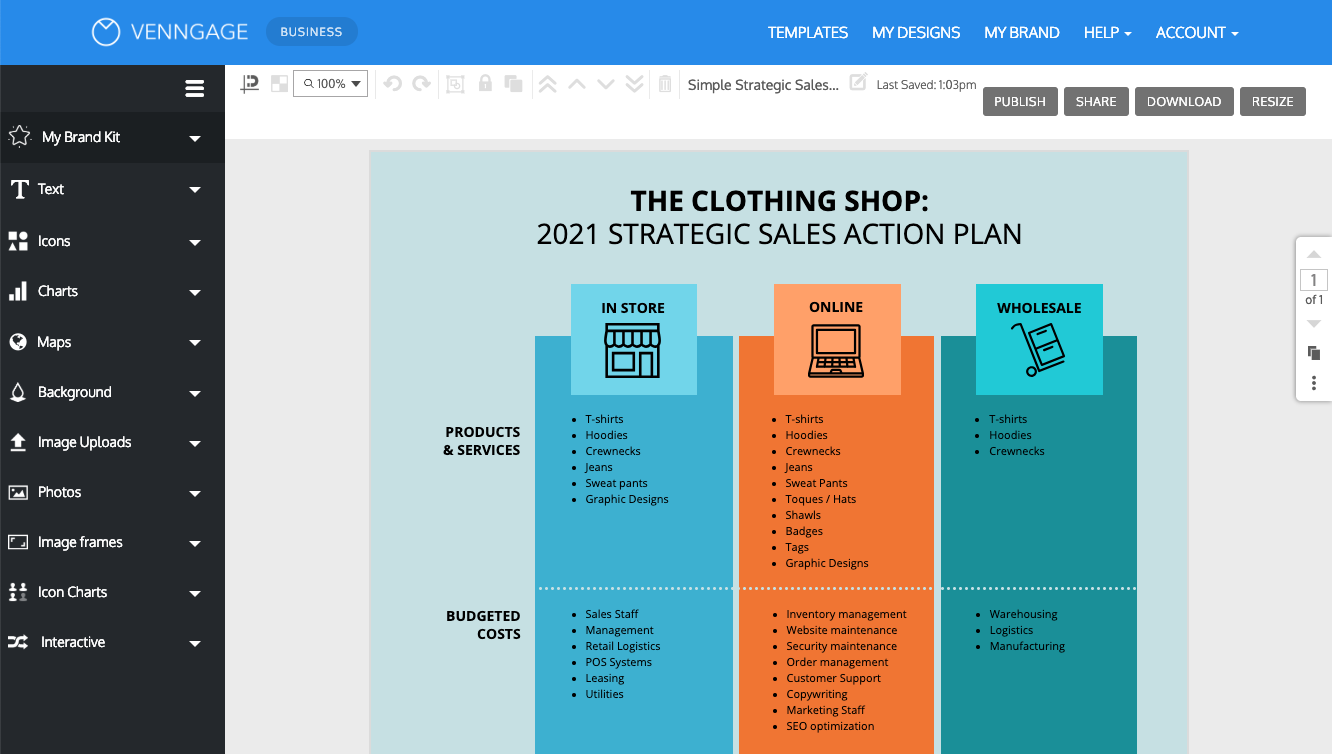 VENNGAGE BUSINESS TEMPLATES MY DESIGNS MY BRAND HELP ACCOUNT
100% Simple Strategic Sales... Last Saved: 1:03pm
PUBLISH SHARE DOWNLOAD RESIZE
My Brand Kit
Text
Icons
Charts
Maps
Background
Image Uploads
Photos
Image frames
Icon Charts
Interactive
THE CLOTHING SHOP:
2021 STRATEGIC SALES ACTION PLAN
IN STORE
ONLINE
WHOLESALE
PRODUCTS
& SERVICES
T-shirts
Hoodies
Crewnecks
Jeans
Sweat pants
Graphic Designs
T-shirts
Hoodies
Crewnecks
Jeans
Sweat Pants
Toques / Hats
Shawls
Badges
Tags
Graphic Designs
T-shirts
Hoodies
Crewnecks
BUDGETED
COSTS
Sales Staff
Management
Retail Logistics
POS Systems
Leasing
Utilities
Inventory management
Website maintenance
Security maintenance
Order management
Customer Support
Copywriting
Marketing Staff
SEO optimization
Warehousing
Logistics
Manufacturing
1
of 1